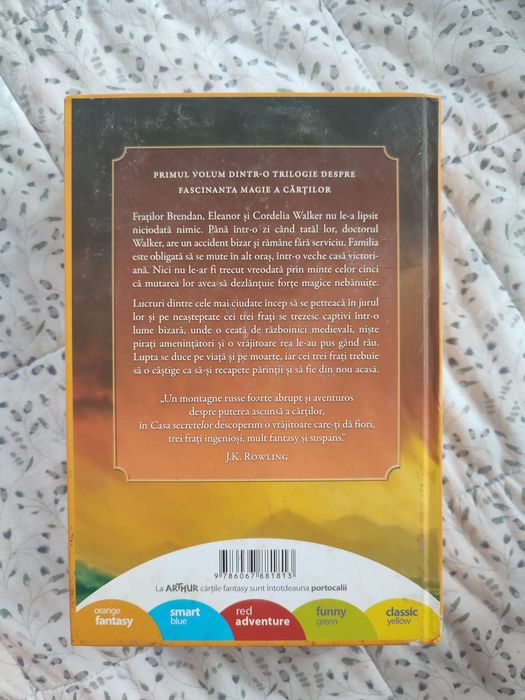 PRIMUL VOLUM DINTR-O TRILOGIE DESPRE
FASCINANTA MAGIE A CĂRȚILOR
Fraților Brendan, Eleanor și Cordelia Walker nu le-a lipsit
niciodată nimic. Până într-o zi când tatăl lor, doctorul
Walker, are un accident bizar și rămâne fără serviciu. Familia
este obligată să se mute în alt oraș, într-o veche casă victori-
ană. Nici nu le-ar fi trecut vreodată prin minte celor cinci
că mutarea lor avea să dezlănțuie forțe magice nebănuite.
Lucruri dintre cele mai ciudate încep să se petreacă în jurul
lor și pe neașteptate cei trei frați se trezesc captivi într-o
lume bizară, unde o ceată de războinici medievali, niște
pirați amenințători și o vrăjitoare rea le-au pus gând rău.
Lupta se duce pe viață și pe moarte, iar cei trei frați trebuie
să o câștige ca să-și recapete părinții și să fie din nou acasă.
„Un montagne russe foarte abrupt și aventuros
despre puterea ascunsă a cărților,
în Casa secretelor descoperim o vrăjitoare care-ți dă fiori,
trei frați ingenioși, mult fantasy și suspans.”
J.K. ROWLING
9 786067 881813
La ARTHUR cărțile fantasy sunt întotdeauna portocalii
orange
fantasy
smart
blue
red
adventure
funny
green
classic
yellow